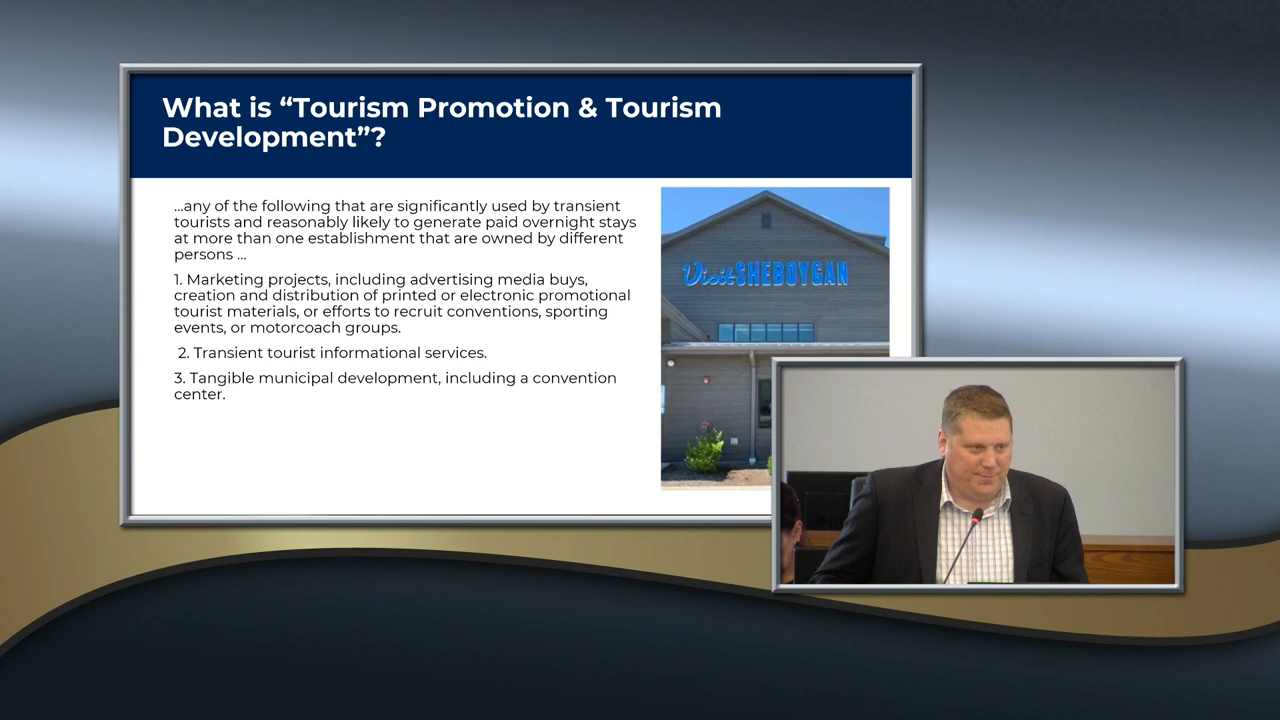 What is “Tourism Promotion & Tourism
Development”?
...any of the following that are significantly used by transient
tourists and reasonably likely to generate paid overnight stays
at more than one establishment that are owned by different
persons ...
1. Marketing projects, including advertising media buys,
creation and distribution of printed or electronic promotional
tourist materials, or efforts to recruit conventions, sporting
events, or motorcoach groups.
2. Transient tourist informational services.
3. Tangible municipal development, including a convention
center.
Visit SHEBOYGAN